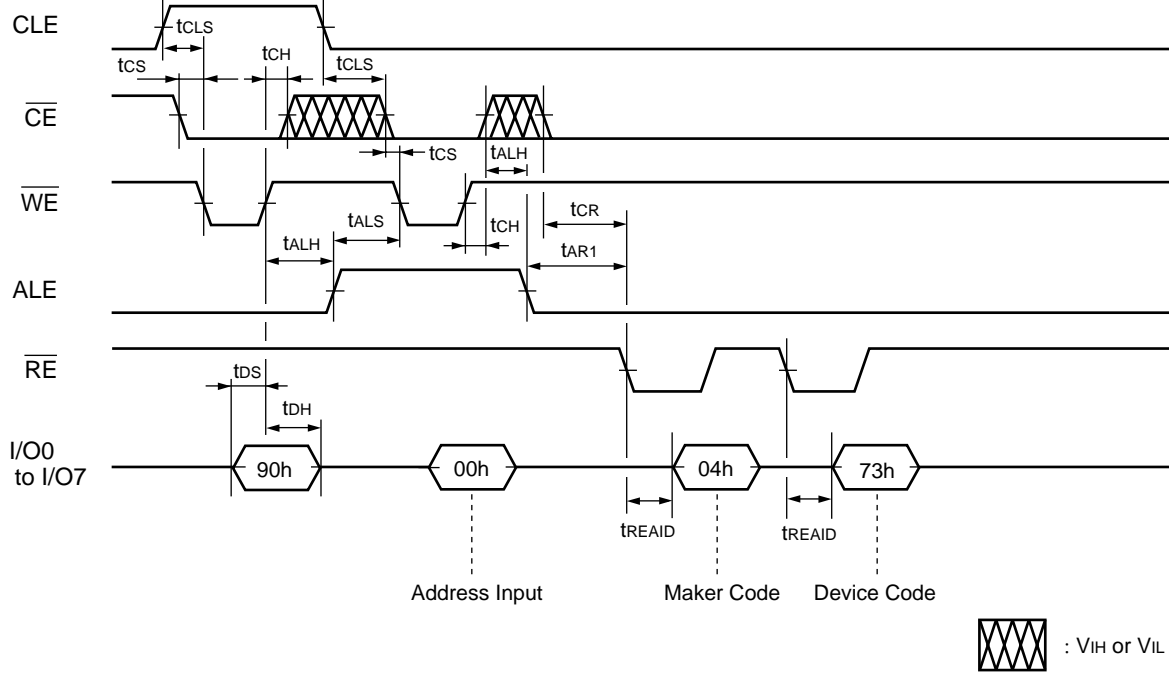 CLE
tCLS
tCS
tCH
tCLS
CE
tCS
tALH
WE
tCH
tCR
tALH
tALS
tAR1
ALE
RE
tDS
tDH
I/O0
to I/O7
90h
00h
04h
73h
tREAID
tREAID
Address Input
Maker Code
Device Code
: VIH or VIL